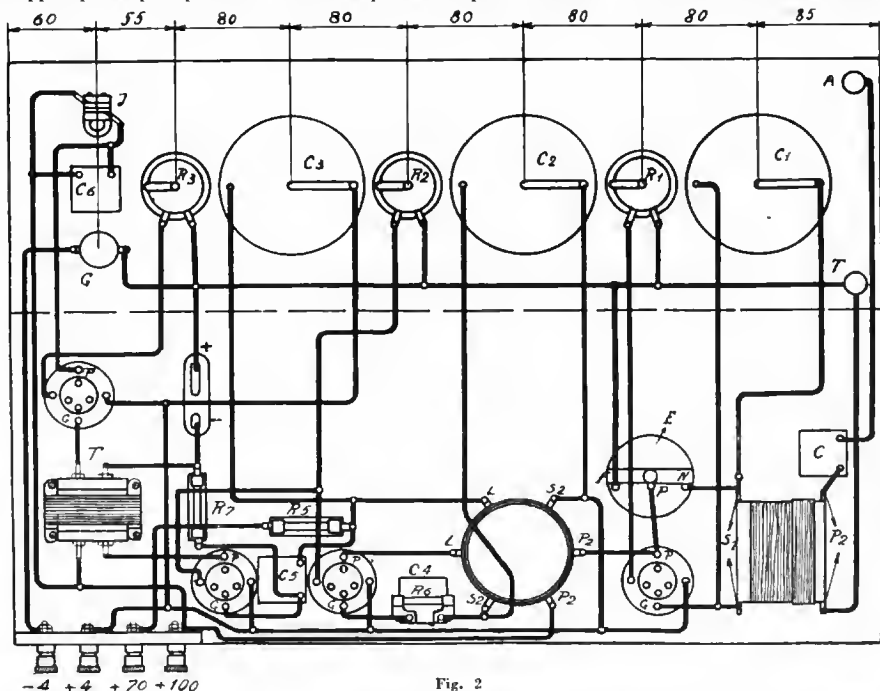 60 55 80 80 80 80 80 85
J A
C6 R3 C3 R2 C2 R1 C1
G T
+
P
G − E
T C
A P N
R7 R5 L S2
S1 P2
L P2
P C5 P C4 P
R6
G G S2 P2 G
-4 +4 +70 +100
Fig. 2